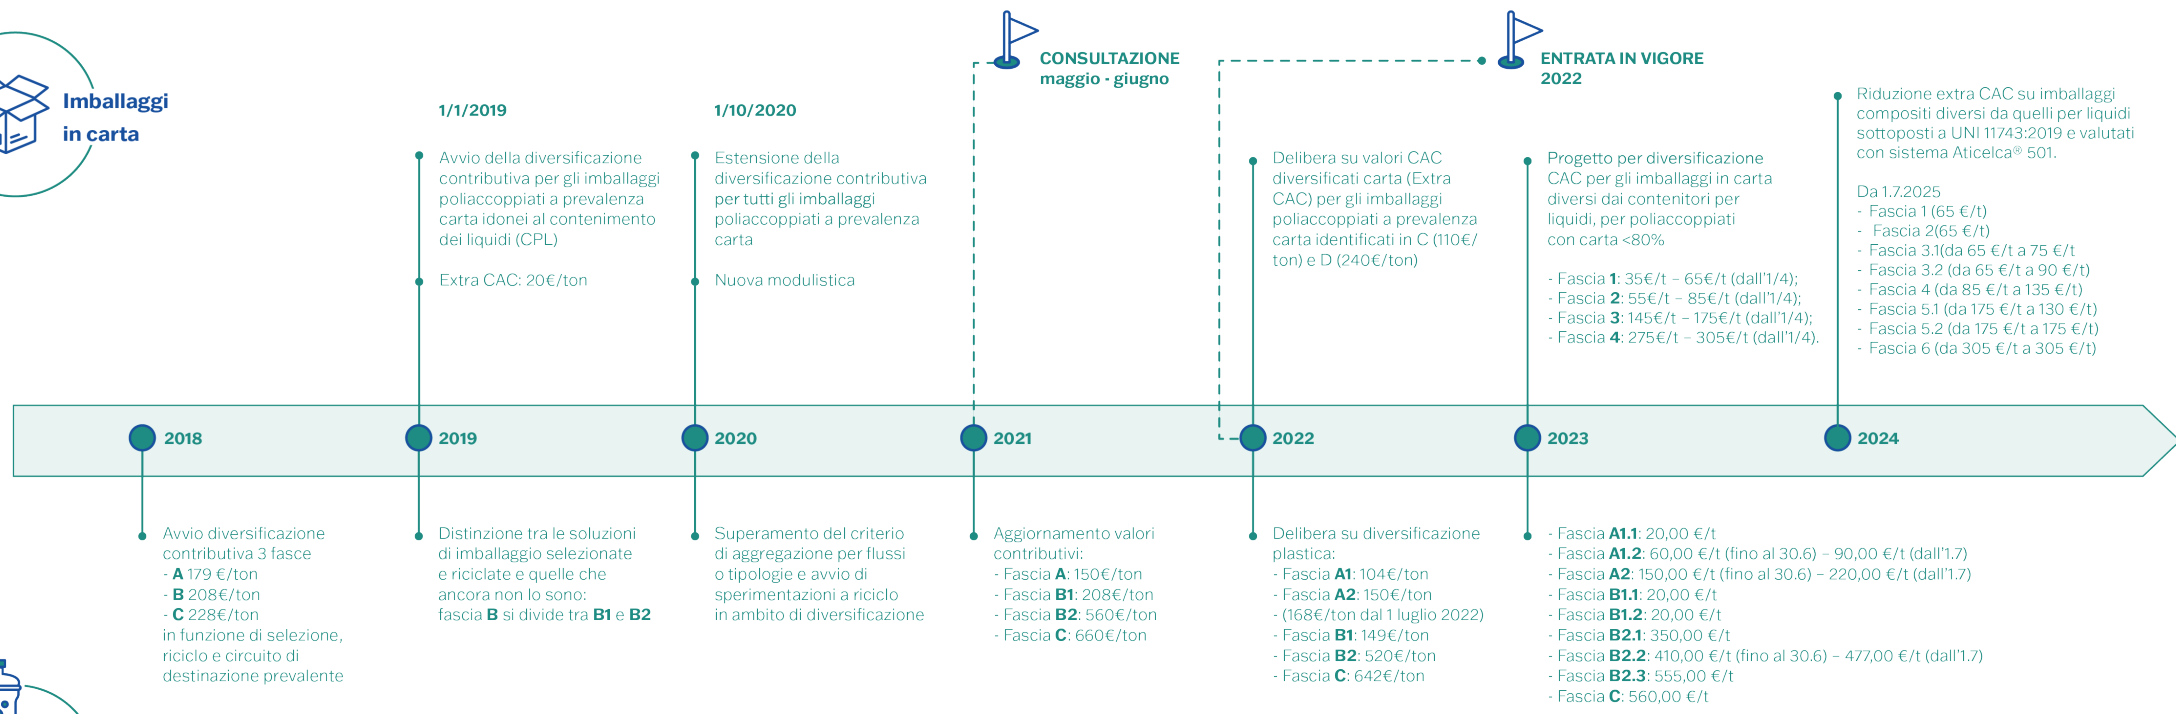 Imballaggi
in carta
CONSULTAZIONE
maggio - giugno
ENTRATA IN VIGORE
2022
1/1/2019
Avvio della diversificazione
contributiva per gli imballaggi
poliaccoppiati a prevalenza
carta idonei al contenimento
dei liquidi (CPL)
Extra CAC: 20€/ton
1/10/2020
Estensione della
diversificazione contributiva
per tutti gli imballaggi
poliaccoppiati a prevalenza
carta
Nuova modulistica
Delibera su valori CAC
diversificati carta (Extra
CAC) per gli imballaggi
poliaccoppiati a prevalenza
carta identificati in C (110€/
ton) e D (240€/ton)
Progetto per diversificazione
CAC per gli imballaggi in carta
diversi dai contenitori per
liquidi, per poliaccoppiati
con carta <80%
- Fascia 1: 35€/t – 65€/t (dall'1/4);
- Fascia 2: 55€/t – 85€/t (dall'1/4);
- Fascia 3: 145€/t – 175€/t (dall'1/4);
- Fascia 4: 275€/t – 305€/t (dall'1/4).
Riduzione extra CAC su imballaggi
compositi diversi da quelli per liquidi
sottoposti a UNI 11743:2019 e valutati
con sistema Aticelca® 501.
Da 1.7.2025
- Fascia 1 (65 €/t)
- Fascia 2(65 €/t)
- Fascia 3.1(da 65 €/t a 75 €/t
- Fascia 3.2 (da 65 €/t a 90 €/t)
- Fascia 4 (da 85 €/t a 135 €/t)
- Fascia 5.1 (da 175 €/t a 130 €/t)
- Fascia 5.2 (da 175 €/t a 175 €/t)
- Fascia 6 (da 305 €/t a 305 €/t)
2018
2019
2020
2021
2022
2023
2024
Avvio diversificazione
contributiva 3 fasce
- A 179 €/ton
- B 208€/ton
- C 228€/ton
in funzione di selezione,
riciclo e circuito di
destinazione prevalente
Distinzione tra le soluzioni
di imballaggio selezionate
e riciclate e quelle che
ancora non lo sono:
fascia B si divide tra B1 e B2
Superamento del criterio
di aggregazione per flussi
o tipologie e avvio di
sperimentazioni a riciclo
in ambito di diversificazione
Aggiornamento valori
contributivi:
- Fascia A: 150€/ton
- Fascia B1: 208€/ton
- Fascia B2: 560€/ton
- Fascia C: 660€/ton
Delibera su diversificazione
plastica:
- Fascia A1: 104€/ton
- Fascia A2: 150€/ton
- (168€/ton dal 1 luglio 2022)
- Fascia B1: 149€/ton
- Fascia B2: 520€/ton
- Fascia C: 642€/ton
- Fascia A1.1: 20,00 €/t
- Fascia A1.2: 60,00 €/t (fino al 30.6) – 90,00 €/t (dall'1.7)
- Fascia A2: 150,00 €/t (fino al 30.6) – 220,00 €/t (dall'1.7)
- Fascia B1.1: 20,00 €/t
- Fascia B1.2: 20,00 €/t
- Fascia B2.1: 350,00 €/t
- Fascia B2.2: 410,00 €/t (fino al 30.6) – 477,00 €/t (dall'1.7)
- Fascia B2.3: 555,00 €/t
- Fascia C: 560,00 €/t